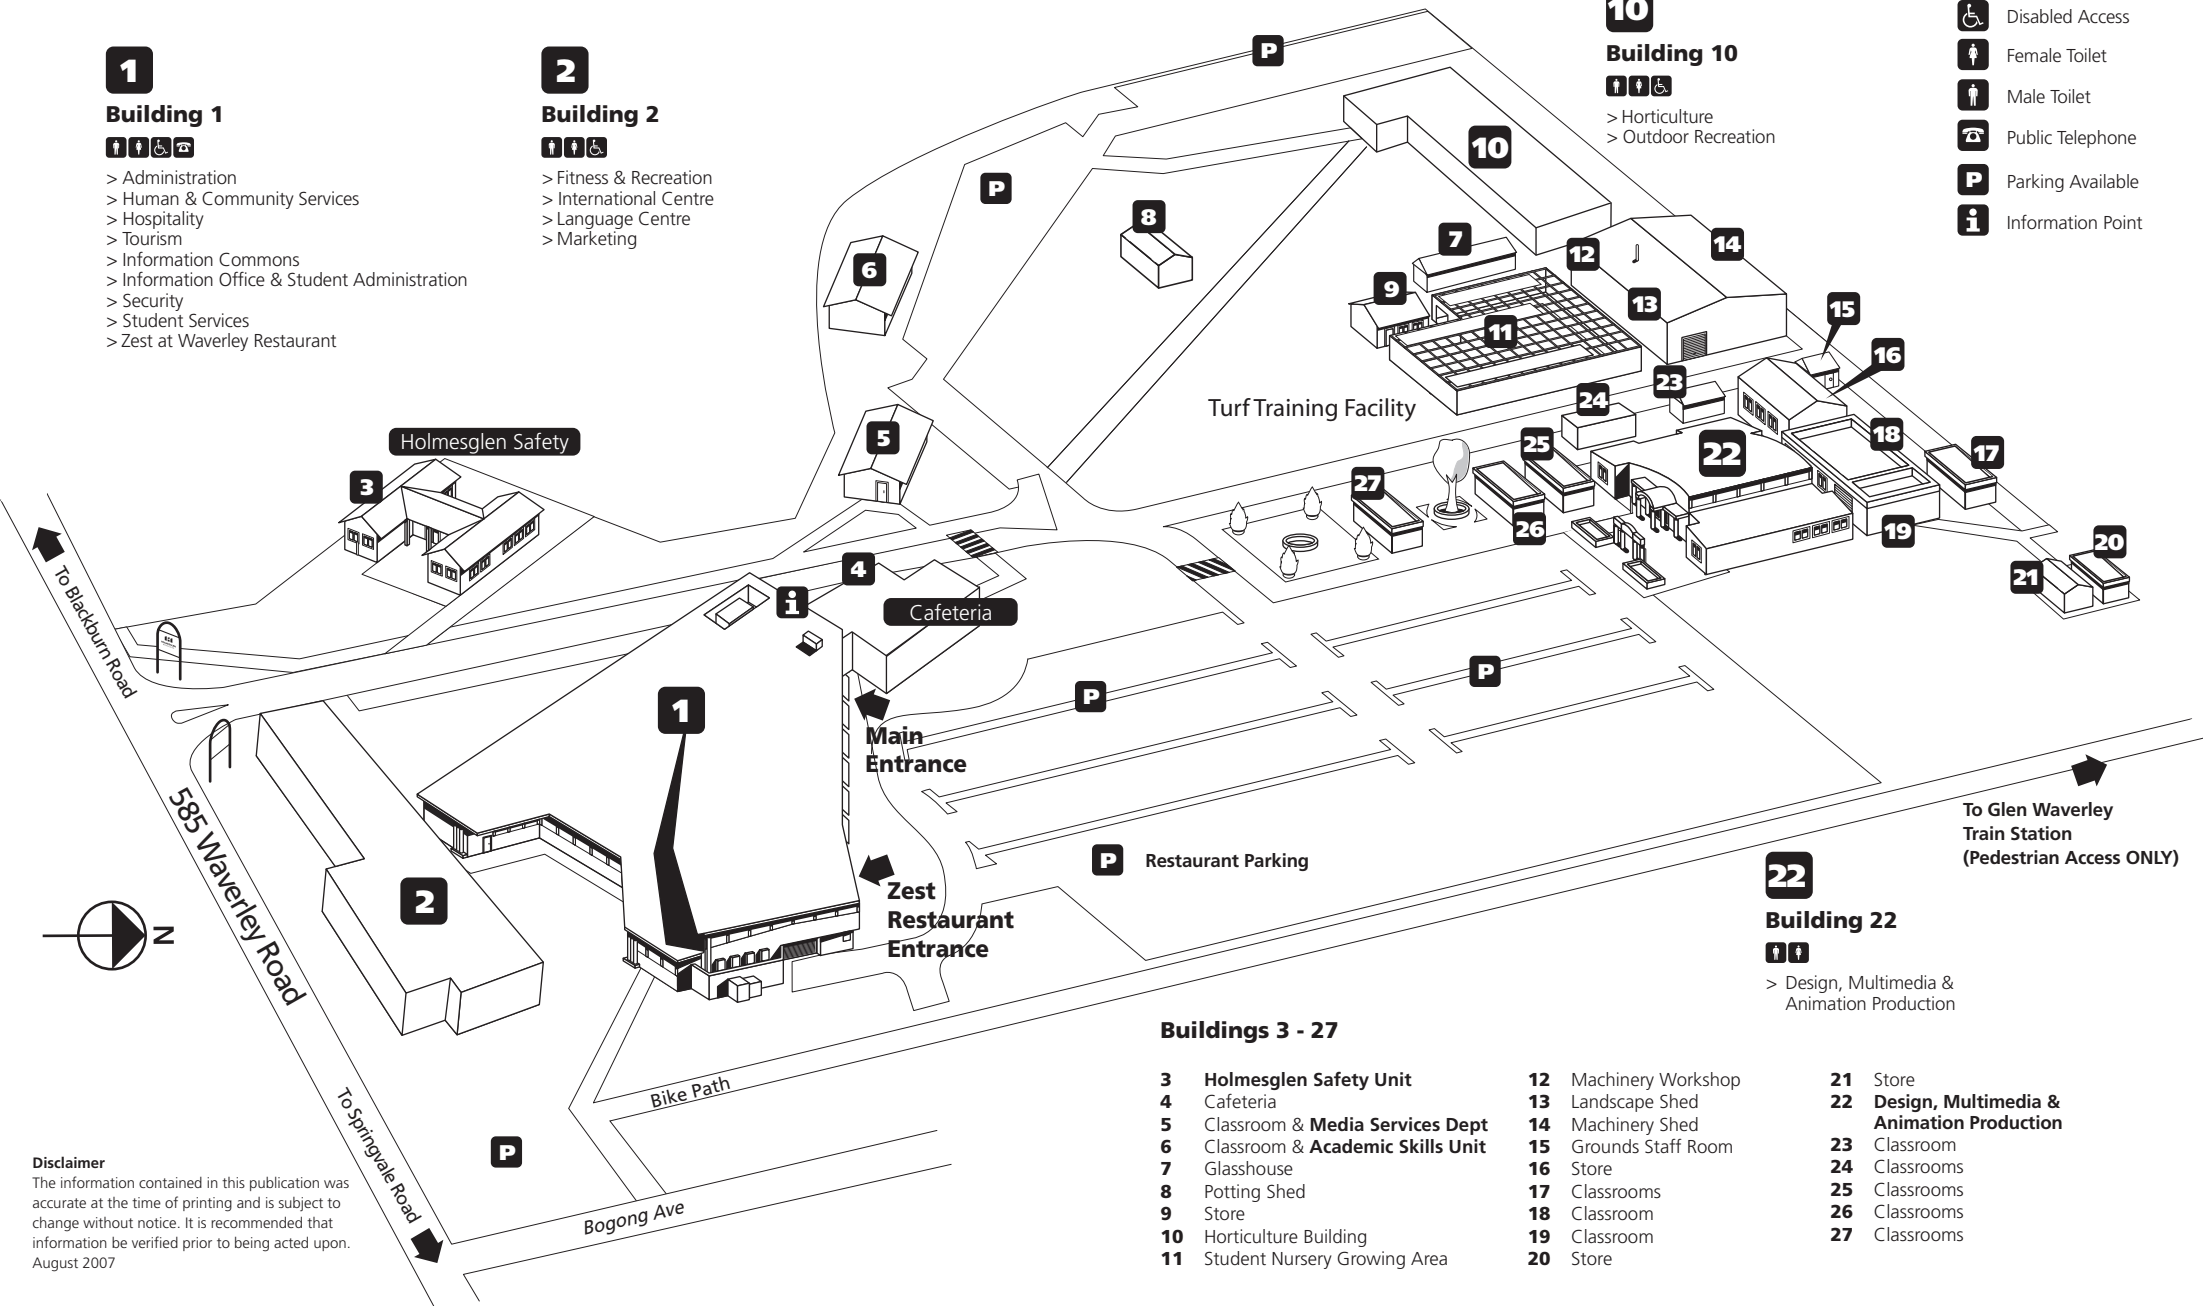 1
Building 1
> Administration
> Human & Community Services
> Hospitality
> Tourism
> Information Commons
> Information Office & Student Administration
> Security
> Student Services
> Zest at Waverley Restaurant
2
Building 2
> Fitness & Recreation
> International Centre
> Language Centre
> Marketing
10
Building 10
> Horticulture
> Outdoor Recreation
Disabled Access
Female Toilet
Male Toilet
Public Telephone
P Parking Available
i Information Point
P
P
10
8
7
6
12
14
9
13
11
15
16
Turf Training Facility
23
24
5
25
22
18
17
Holmesglen Safety
3
27
26
19
20
21
4
i
Cafeteria
To Blackburn Road
1
P
P
Main
Entrance
585 Waverley Road
2
N
P Restaurant Parking
Zest
Restaurant
Entrance
To Glen Waverley
Train Station
(Pedestrian Access ONLY)
22
Building 22
> Design, Multimedia &
Animation Production
Bike Path
To Springvale Road
P
Bogong Ave
Disclaimer
The information contained in this publication was
accurate at the time of printing and is subject to
change without notice. It is recommended that
information be verified prior to being acted upon.
August 2007
Buildings 3 - 27
3 Holmesglen Safety Unit
4 Cafeteria
5 Classroom & Media Services Dept
6 Classroom & Academic Skills Unit
7 Glasshouse
8 Potting Shed
9 Store
10 Horticulture Building
11 Student Nursery Growing Area
12 Machinery Workshop
13 Landscape Shed
14 Machinery Shed
15 Grounds Staff Room
16 Store
17 Classrooms
18 Classroom
19 Classroom
20 Store
21 Store
22 Design, Multimedia &
Animation Production
23 Classroom
24 Classrooms
25 Classrooms
26 Classrooms
27 Classrooms